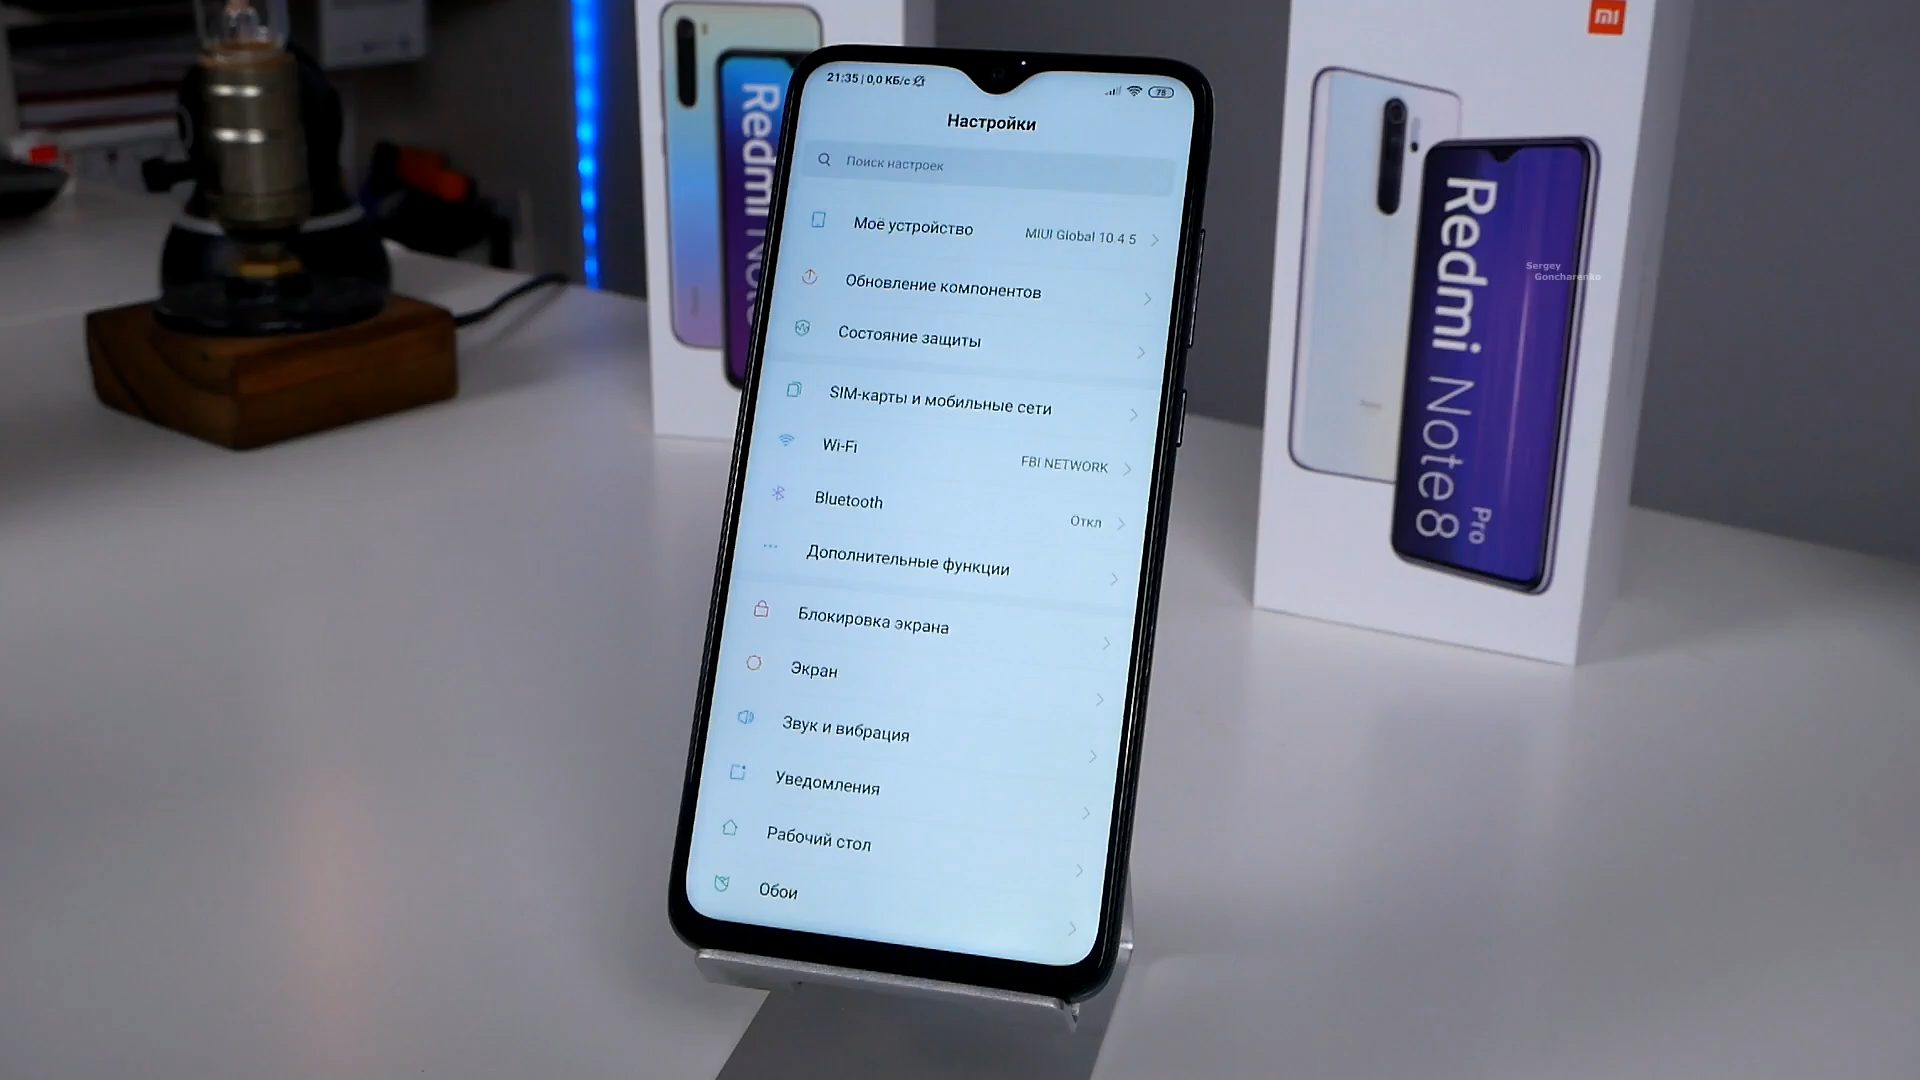 21:35 | 0,0 КБ/с
78
Настройки
Поиск настроек
Моё устройство
MIUI Global 10.4.5
Обновление компонентов
Состояние защиты
SIM-карты и мобильные сети
Wi-Fi
FBI NETWORK
Bluetooth
Откл
Дополнительные функции
Блокировка экрана
Экран
Звук и вибрация
Уведомления
Рабочий стол
Обои
Redmi
mi
Redmi Note 8
Pro
Sergey
Goncharenko